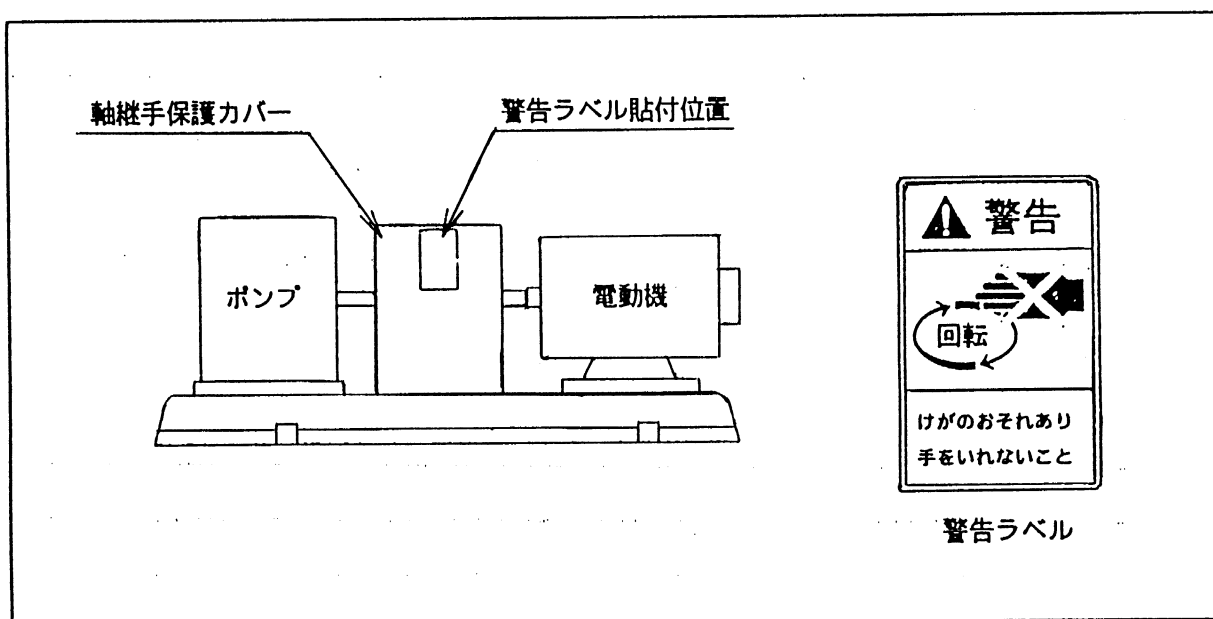 軸継手保護カバー
警告ラベル貼付位置
ポンプ
電動機
警告
回転
けがのおそれあり
手をいれないこと
警告ラベル